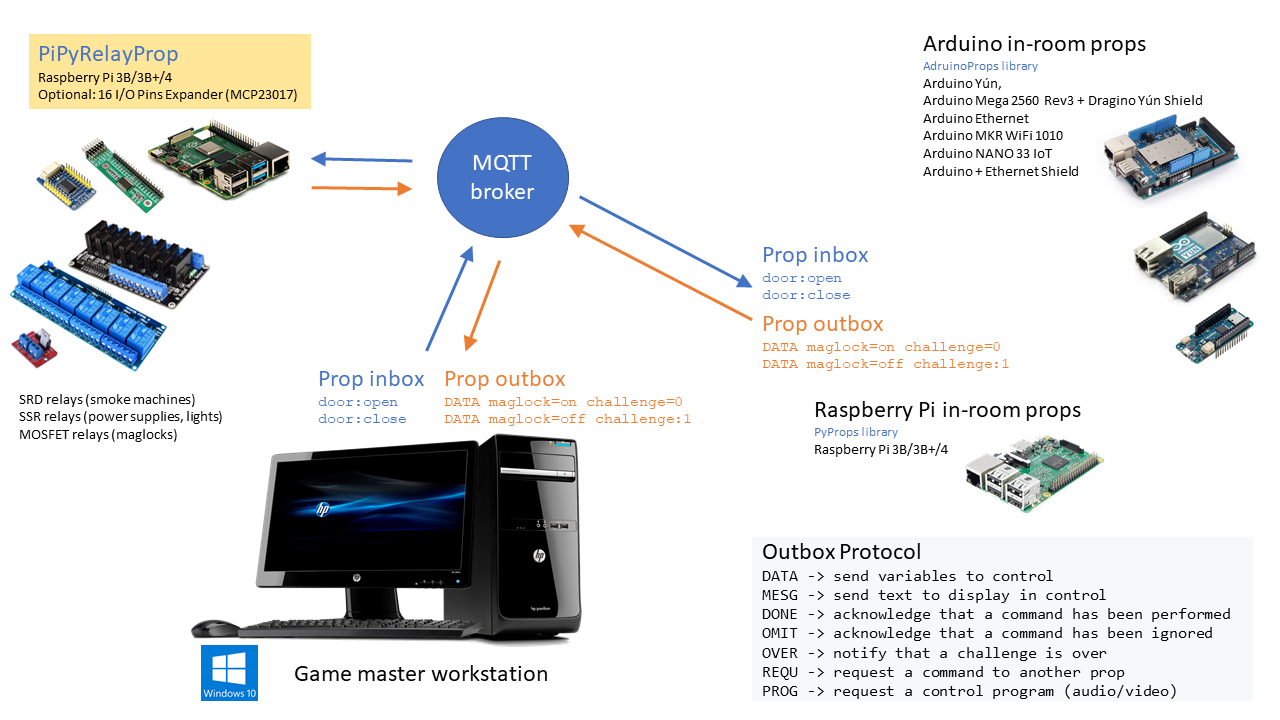 PiPyRelayProp
Raspberry Pi 3B/3B+/4
Optional: 16 I/O Pins Expander (MCP23017)
SRD relays (smoke machines)
SSR relays (power supplies, lights)
MOSFET relays (maglocks)
MQTT
broker
Prop inbox
door:open
door:close
Prop outbox
DATA maglock=on challenge=0
DATA maglock=off challenge:1
hp
hp
hp
hp pavilion
Windows 10
Game master workstation
Arduino in-room props
AdruinoProps library
Arduino Yún,
Arduino Mega 2560 Rev3 + Dragino Yún Shield
Arduino Ethernet
Arduino MKR WiFi 1010
Arduino NANO 33 IoT
Arduino + Ethernet Shield
Prop inbox
door:open
door:close
Prop outbox
DATA maglock=on challenge=0
DATA maglock=off challenge:1
Raspberry Pi in-room props
PyProps library
Raspberry Pi 3B/3B+/4
Outbox Protocol
DATA -> send variables to control
MESG -> send text to display in control
DONE -> acknowledge that a command has been performed
OMIT -> acknowledge that a command has been ignored
OVER -> notify that a challenge is over
REQU -> request a command to another prop
PROG -> request a control program (audio/video)